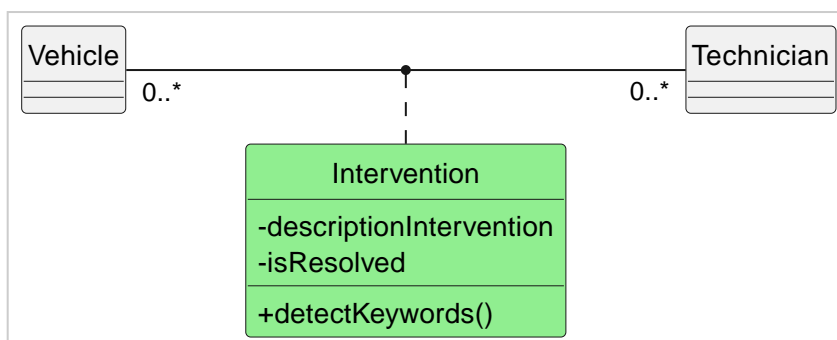 Vehicle
Technician
0..*
0..*
Intervention
-descriptionIntervention
-isResolved
+detectKeywords()